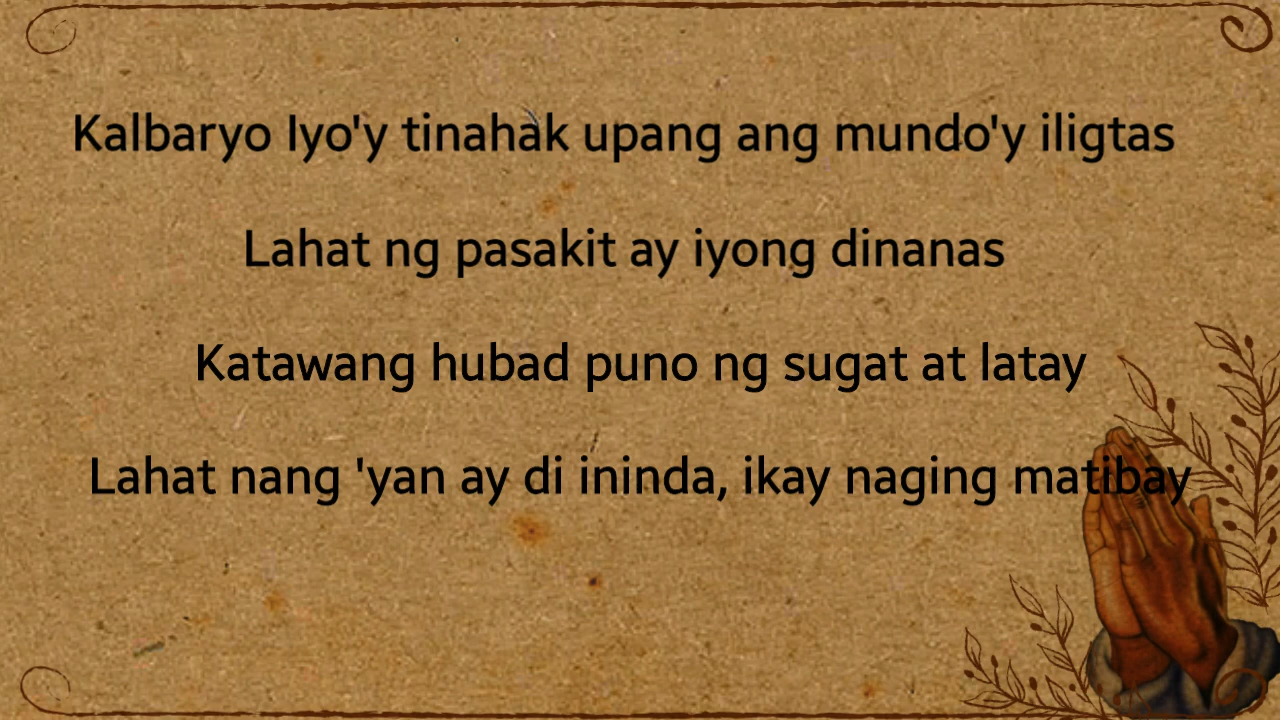 Kalbaryo Iyo'y tinahak upang ang mundo'y iligtas
Lahat ng pasakit ay iyong dinanas
Katawang hubad puno ng sugat at latay
Lahat nang 'yan ay di ininda, ikay naging matibay